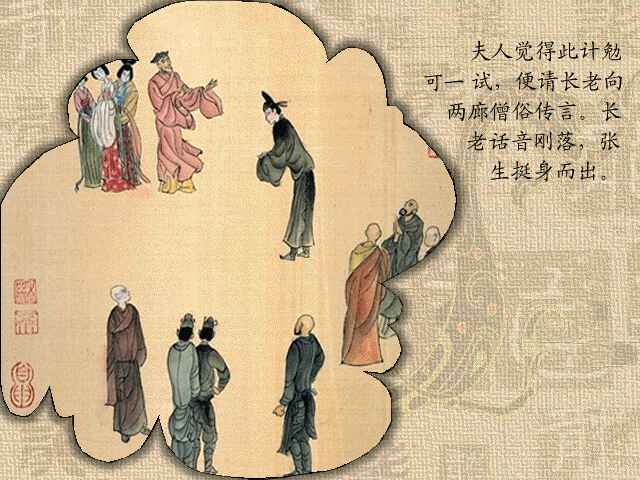 夫人觉得此计勉
可一试，便请长老向
两廊僧俗传言。长
老话音刚落，张
生挺身而出。